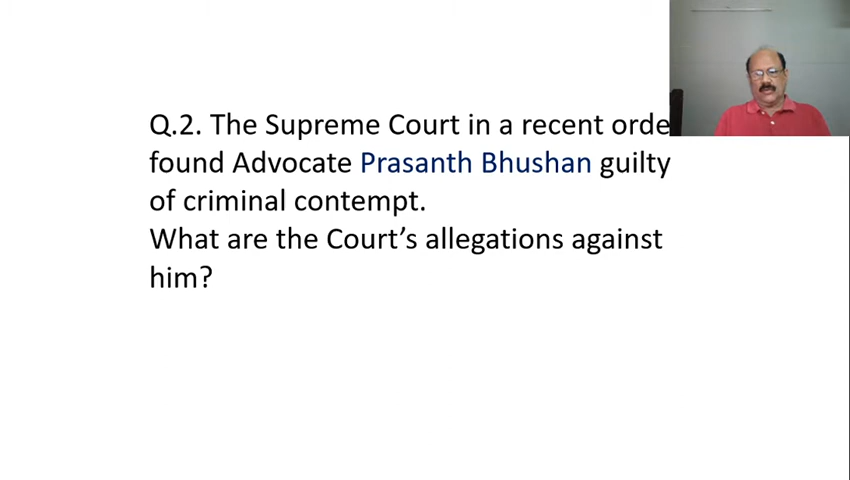 Q.2. The Supreme Court in a recent orde
found Advocate Prasanth Bhushan guilty
of criminal contempt.
What are the Court’s allegations against
him?